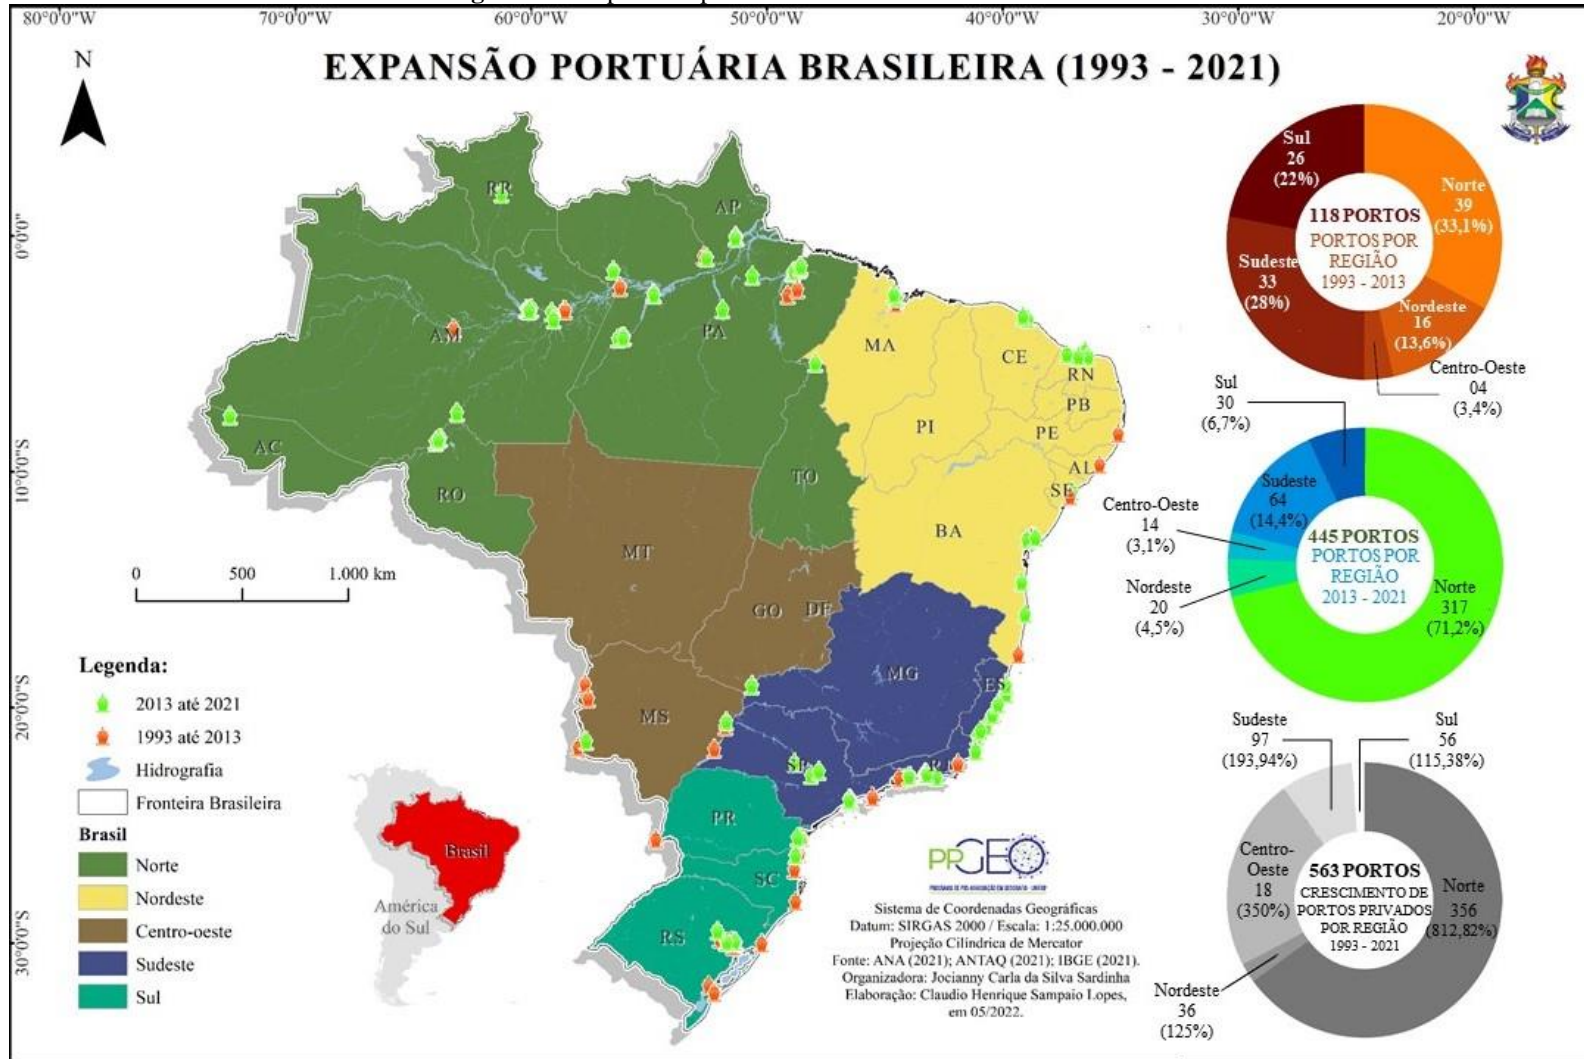 80°0'0"W
70°0'0"W
60°0'0"W
50°0'0"W
40°0'0"W
30°0'0"W
20°0'0"W
N
EXPANSÃO PORTUÁRIA BRASILEIRA (1993 - 2021)
0°0'0"
10°0'0"S
20°0'0"S
30°0'0"S
RR
AP
AM
PA
MA
CE
RN
PB
PE
PI
AL
SE
AC
RO
TO
BA
MT
GO
DF
MG
ES
MS
SP
RJ
PR
SC
RS
0 500 1.000 km
Legenda:
2013 até 2021
1993 até 2013
Hidrografia
Fronteira Brasileira
Brasil
Norte
Nordeste
Centro-oeste
Sudeste
Sul
Brasil
América
do Sul
PPGEO
Sistema de Coordenadas Geográficas
Datum: SIRGAS 2000 / Escala: 1:25.000.000
Projeção Cilíndrica de Mercator
Fonte: ANA (2021); ANTAQ (2021); IBGE (2021).
Organizadora: Jocianny Carla da Silva Sardinha
Elaboração: Claudio Henrique Sampaio Lopes,
em 05/2022.
Sul
26
(22%)
Norte
39
(33,1%)
Sudeste
33
(28%)
Nordeste
16
(13,6%)
Centro-Oeste
04
(3,4%)
118 PORTOS
PORTOS POR
REGIÃO
1993 - 2013
Sul
30
(6,7%)
Sudeste
64
(14,4%)
Centro-Oeste
14
(3,1%)
Nordeste
20
(4,5%)
Norte
317
(71,2%)
445 PORTOS
PORTOS POR
REGIÃO
2013 - 2021
Sudeste
97
(193,94%)
Sul
56
(115,38%)
Centro-
Oeste
18
(350%)
Norte
356
(812,82%)
Nordeste
36
(125%)
563 PORTOS
CRESCIMENTO DE
PORTOS PRIVADOS
POR REGIÃO
1993 - 2021